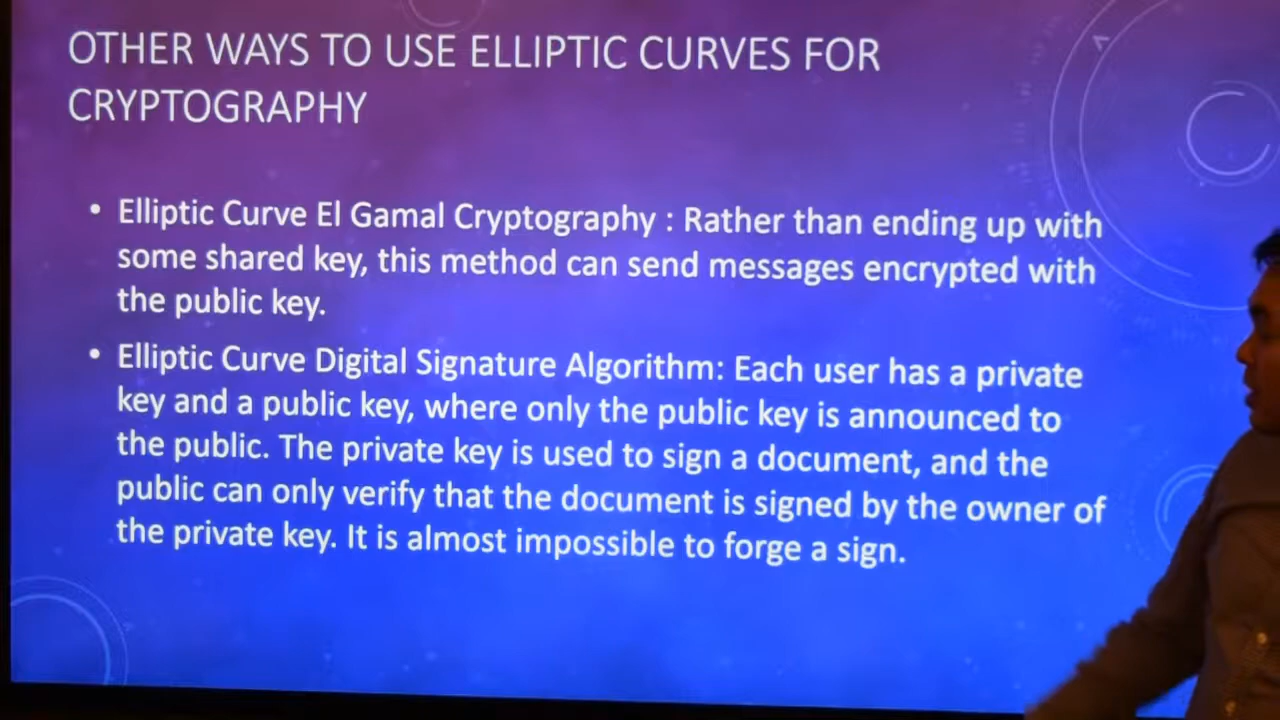 OTHER WAYS TO USE ELLIPTIC CURVES FOR
CRYPTOGRAPHY
• Elliptic Curve El Gamal Cryptography : Rather than ending up with
some shared key, this method can send messages encrypted with
the public key.
• Elliptic Curve Digital Signature Algorithm: Each user has a private
key and a public key, where only the public key is announced to
the public. The private key is used to sign a document, and the
public can only verify that the document is signed by the owner of
the private key. It is almost impossible to forge a sign.